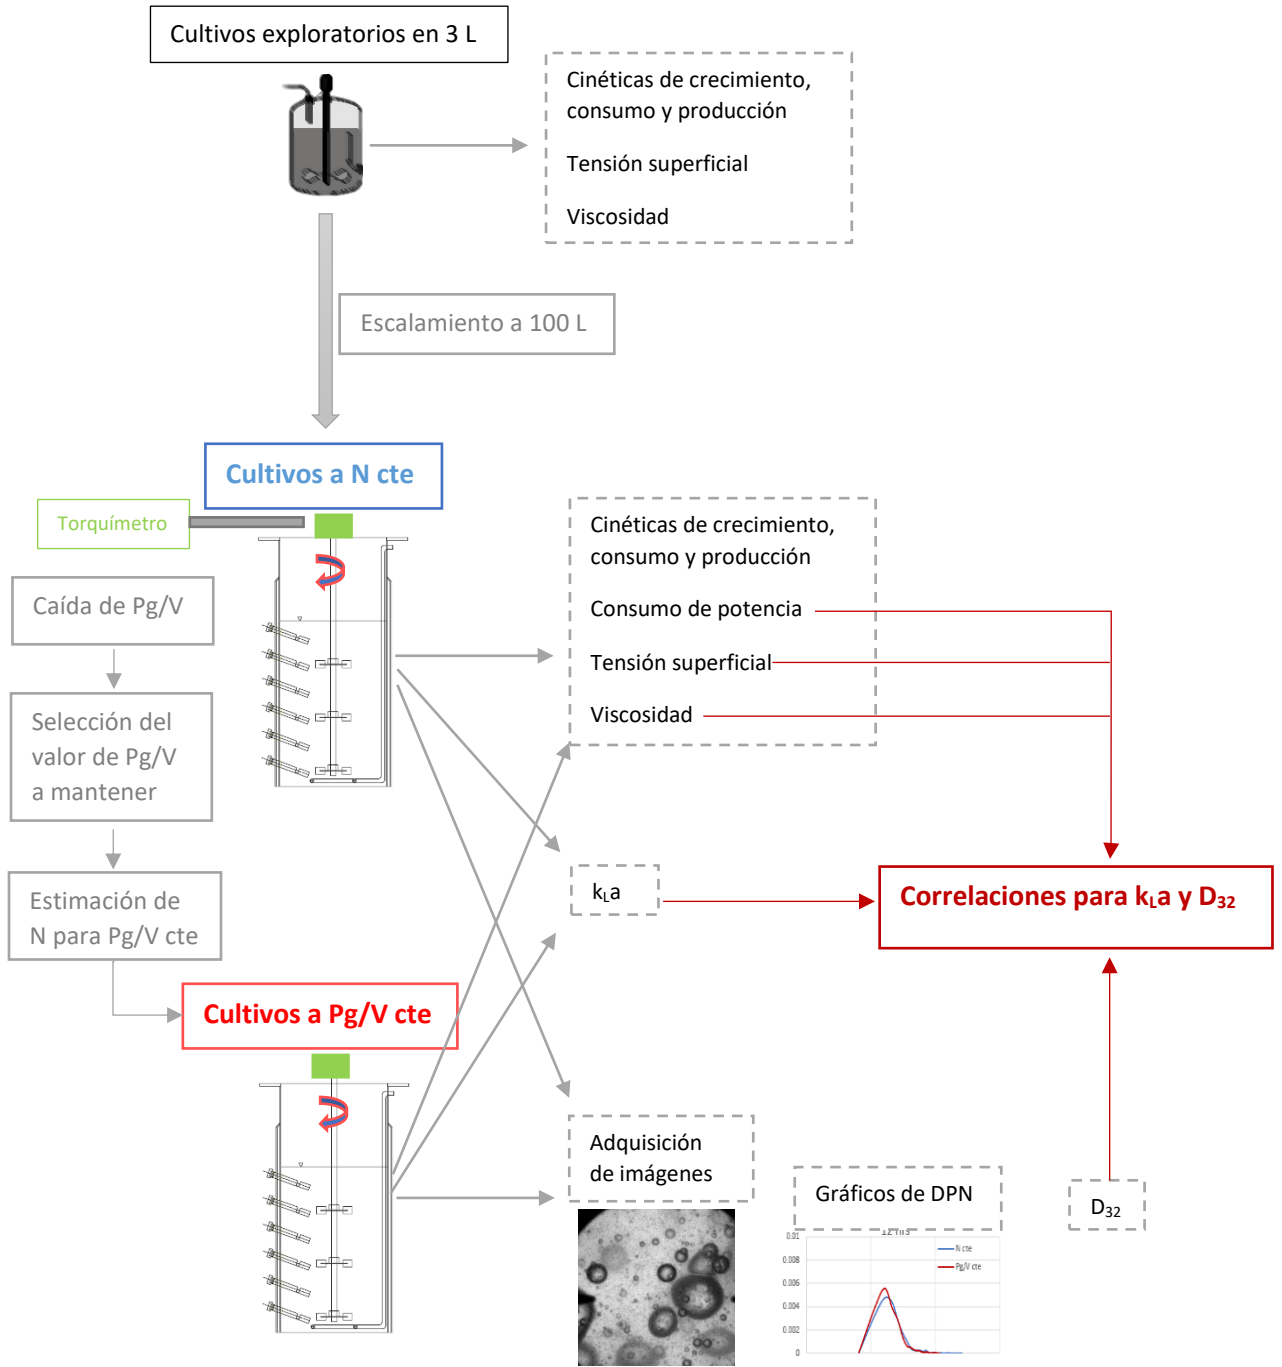 Cultivos exploratorios en 3 L
Cinéticas de crecimiento,
consumo y producción
Tensión superficial
Viscosidad
Escalamiento a 100 L
Cultivos a N cte
Torquímetro
Cinéticas de crecimiento,
consumo y producción
Consumo de potencia
Tensión superficial
Viscosidad
Caída de Pg/V
Selección del
valor de Pg/V
a mantener
Estimación de
N para Pg/V cte
kLa
Correlaciones para kLa y D32
Cultivos a Pg/V cte
Adquisición
de imágenes
Gráficos de DPN
D32
12 hrs
0.01
0.008
0.006
0.004
0.002
0
N cte
Pg/V cte